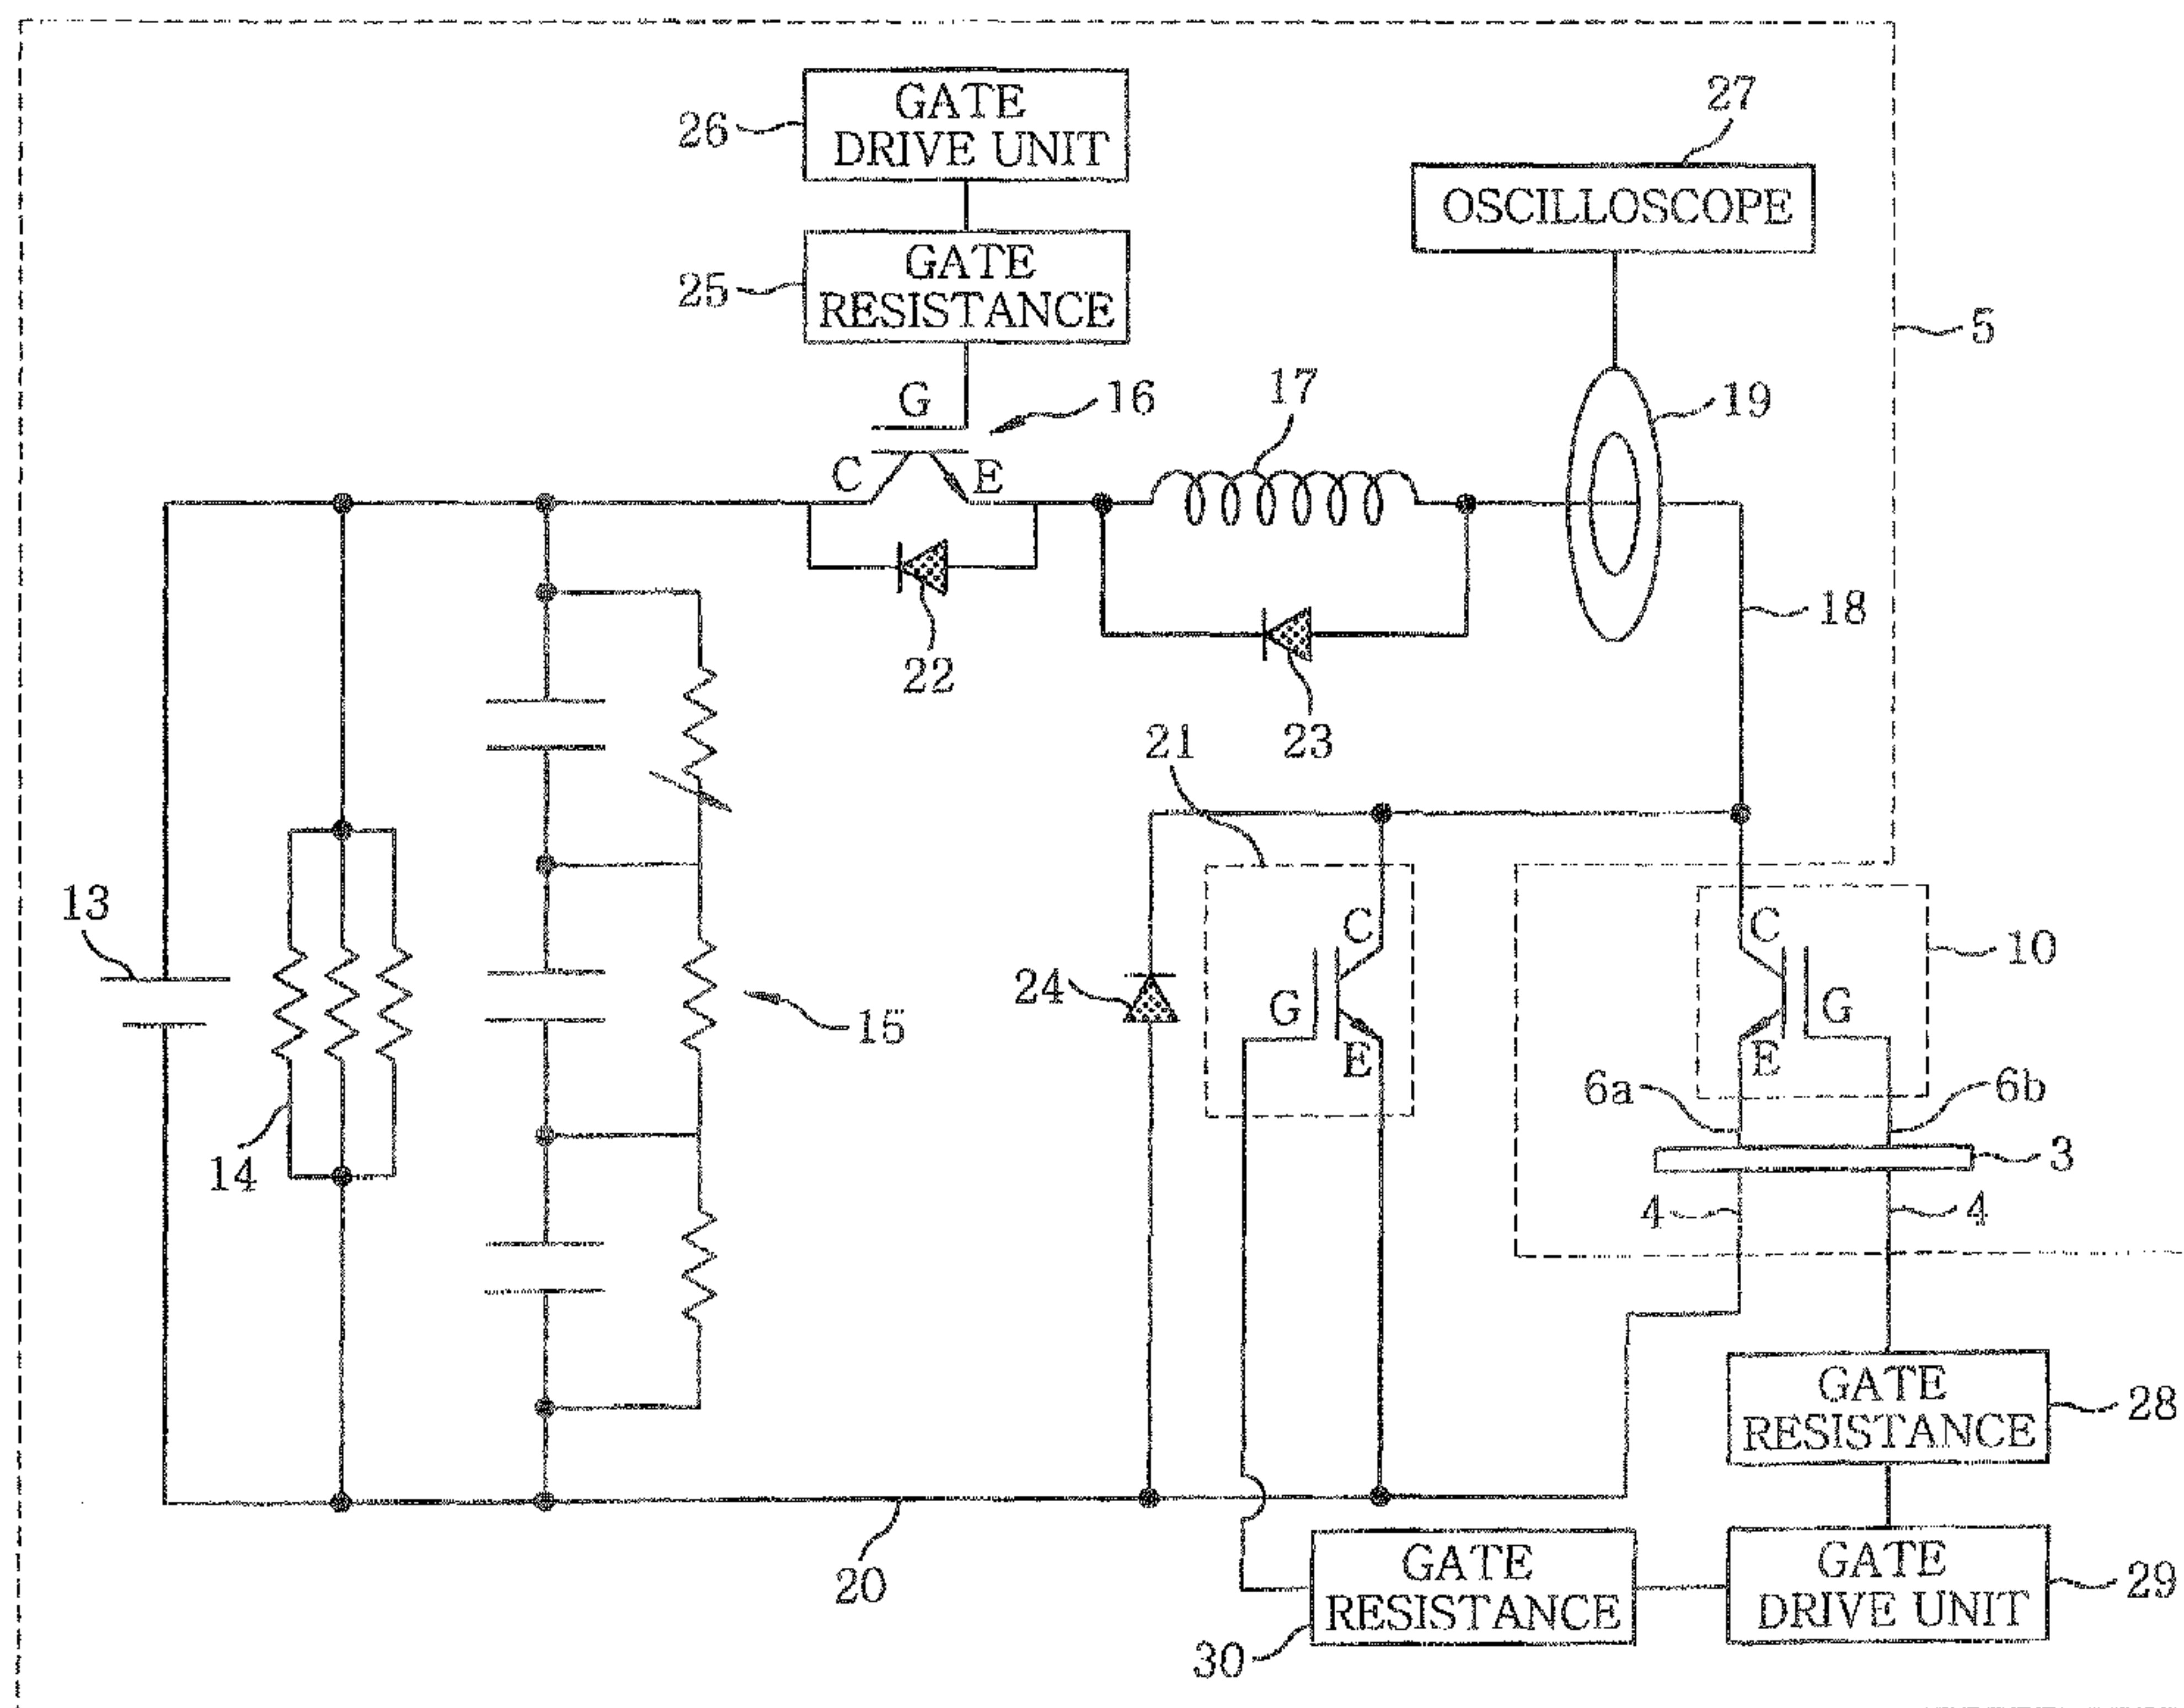 GATE
DRIVE UNIT
26
27
OSCILLOSCOPE
GATE
RESISTANCE
25
5
G
16
17
19
C
E
18
22
23
21
13
C
10
C
24
G
G
15
E
E
6a
6b
14
3
4
4
GATE
RESISTANCE
28
20
GATE
RESISTANCE
GATE
DRIVE UNIT
29
30